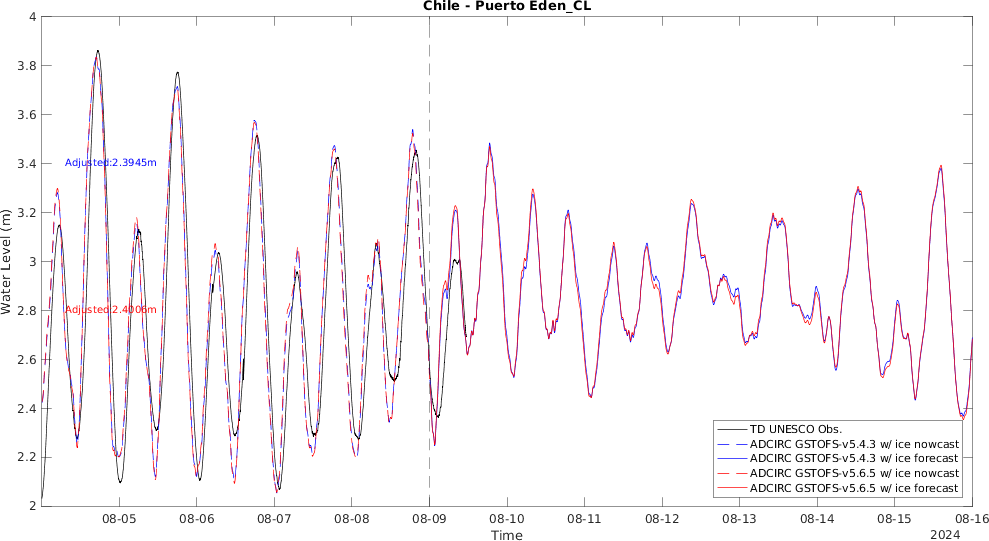 Chile - Puerto Eden_CL
4
3.8
3.6
3.4
3.2
3
2.8
2.6
2.4
2.2
2
Water Level (m)
Adjusted:2.3945m
Adjusted:2.4006m
TD UNESCO Obs.
ADCIRC GSTOFS-v5.4.3 w/ ice nowcast
ADCIRC GSTOFS-v5.4.3 w/ ice forecast
ADCIRC GSTOFS-v5.6.5 w/ ice nowcast
ADCIRC GSTOFS-v5.6.5 w/ ice forecast
08-05 08-06 08-07 08-08 08-09 08-10 08-11 08-12 08-13 08-14 08-15 08-16
Time
2024